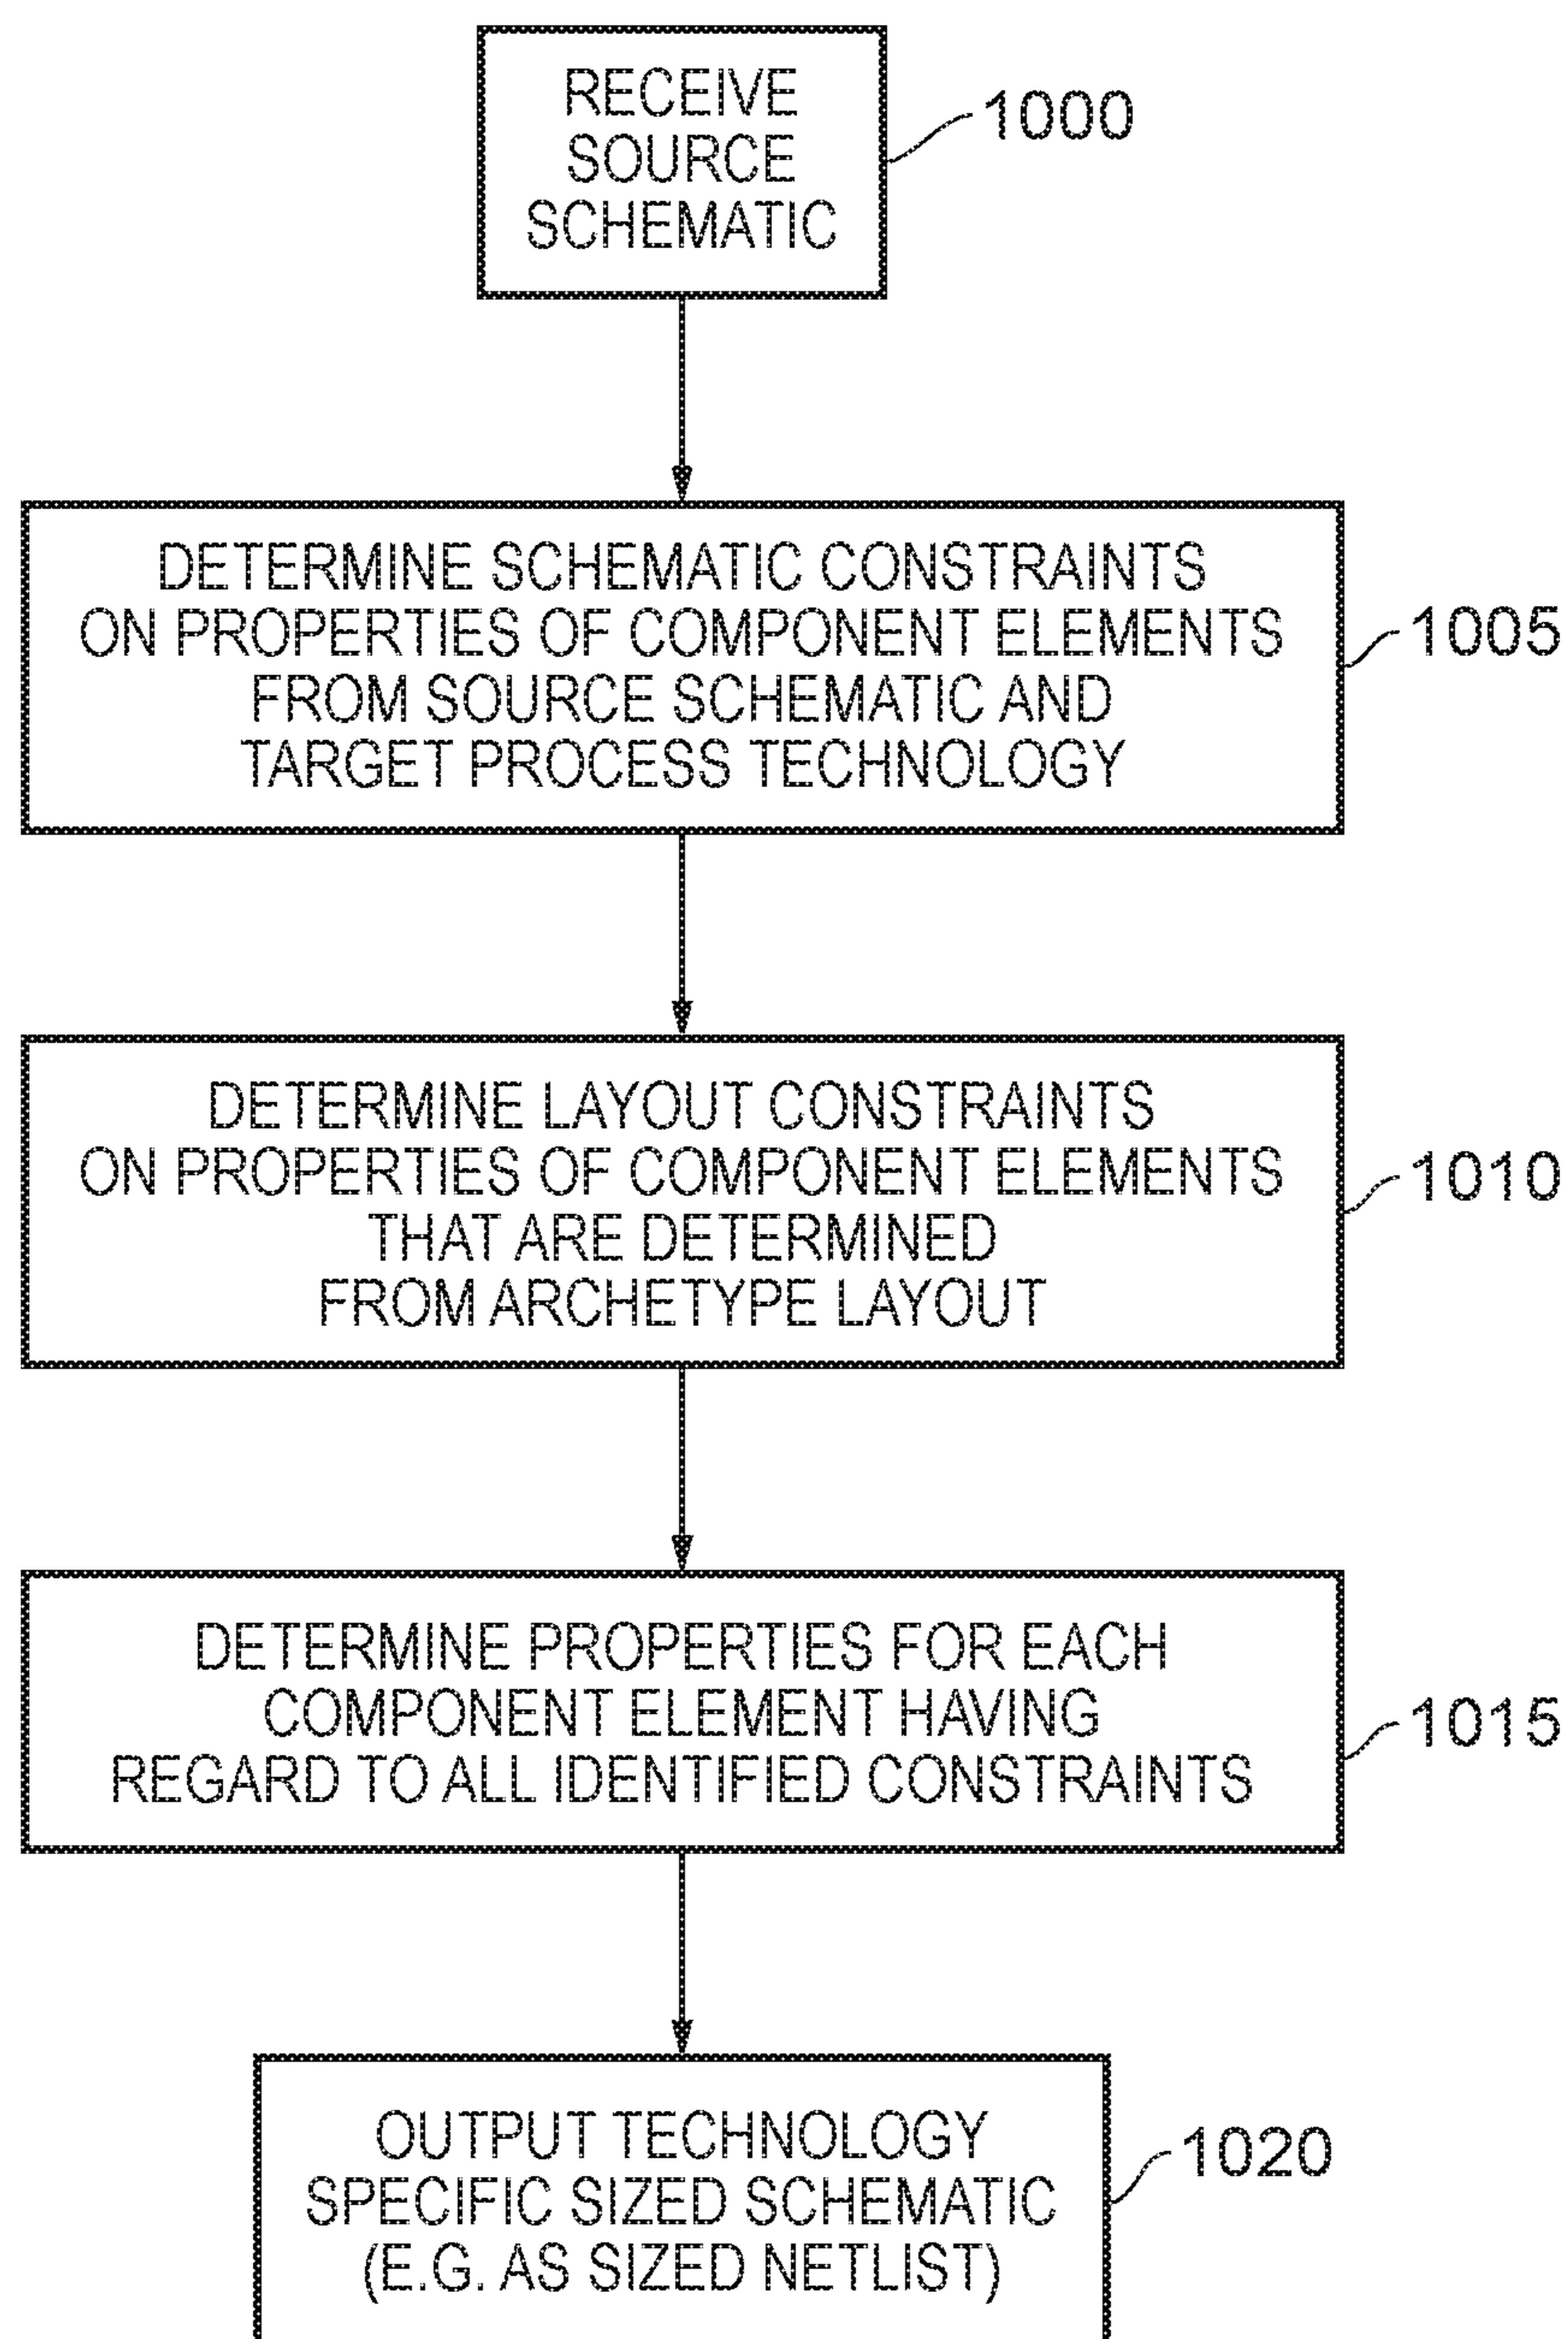 RECEIVE
SOURCE
SCHEMATIC
1000
DETERMINE SCHEMATIC CONSTRAINTS
ON PROPERTIES OF COMPONENT ELEMENTS
FROM SOURCE SCHEMATIC AND
TARGET PROCESS TECHNOLOGY
1005
DETERMINE LAYOUT CONSTRAINTS
ON PROPERTIES OF COMPONENT ELEMENTS
THAT ARE DETERMINED
FROM ARCHETYPE LAYOUT
1010
DETERMINE PROPERTIES FOR EACH
COMPONENT ELEMENT HAVING
REGARD TO ALL IDENTIFIED CONSTRAINTS
1015
OUTPUT TECHNOLOGY
SPECIFIC SIZED SCHEMATIC
(E.G. AS SIZED NETLIST)
1020